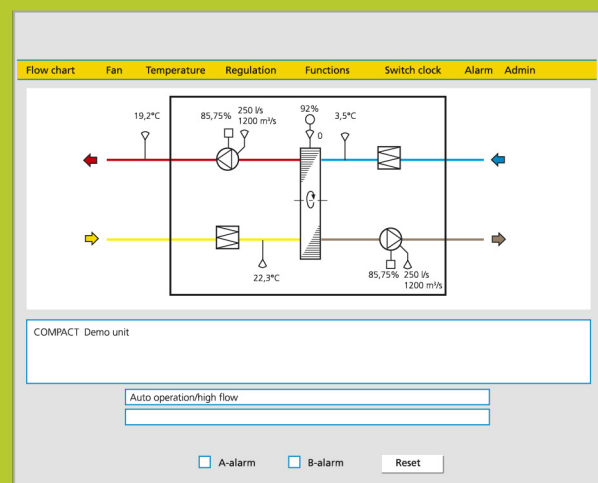 Flow chart Fan Temperature Regulation Functions Switch clock Alarm Admin
19,2°C
85,75%
250 l/s
1200 m³/s
92%
0
3,5°C
22,3°C
85,75%
250 l/s
1200 m³/s
COMPACT Demo unit
Auto operation/high flow
A-alarm B-alarm Reset